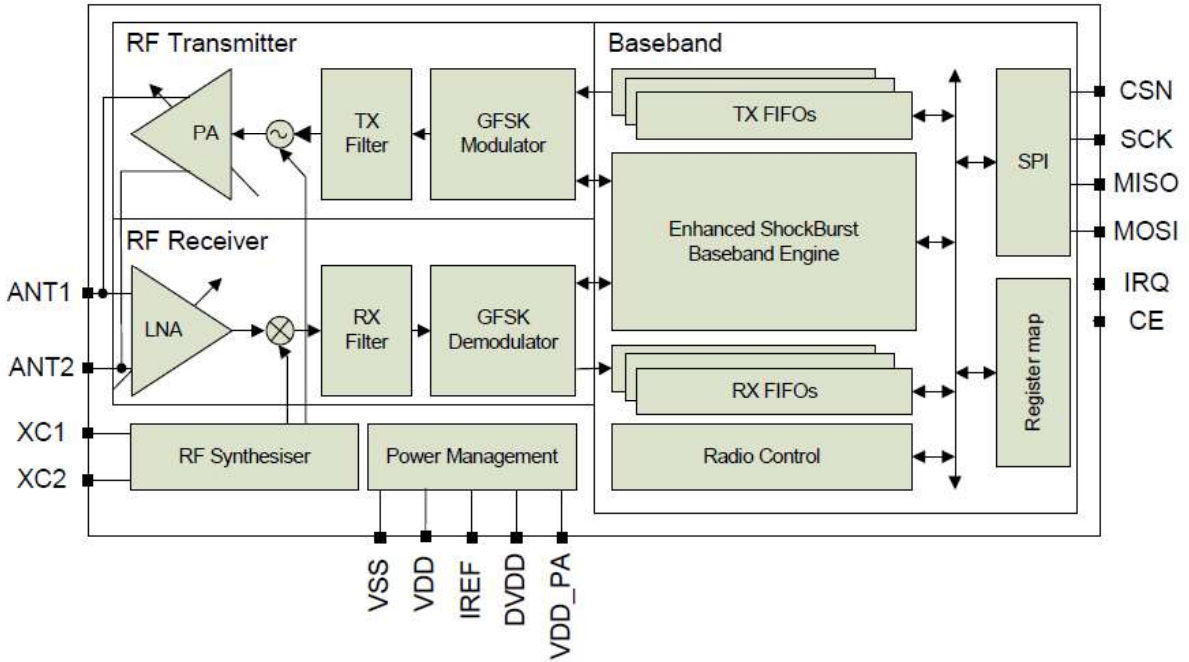 RF Transmitter
Baseband
PA
TX
Filter
GFSK
Modulator
TX FIFOs
SPI
CSN
SCK
MISO
MOSI
Enhanced ShockBurst
Baseband Engine
RF Receiver
ANT1
ANT2
LNA
RX
Filter
GFSK
Demodulator
RX FIFOs
Register map
IRQ
CE
XC1
XC2
RF Synthesiser
Power Management
Radio Control
VSS
VDD
IREF
DVDD
VDD_PA